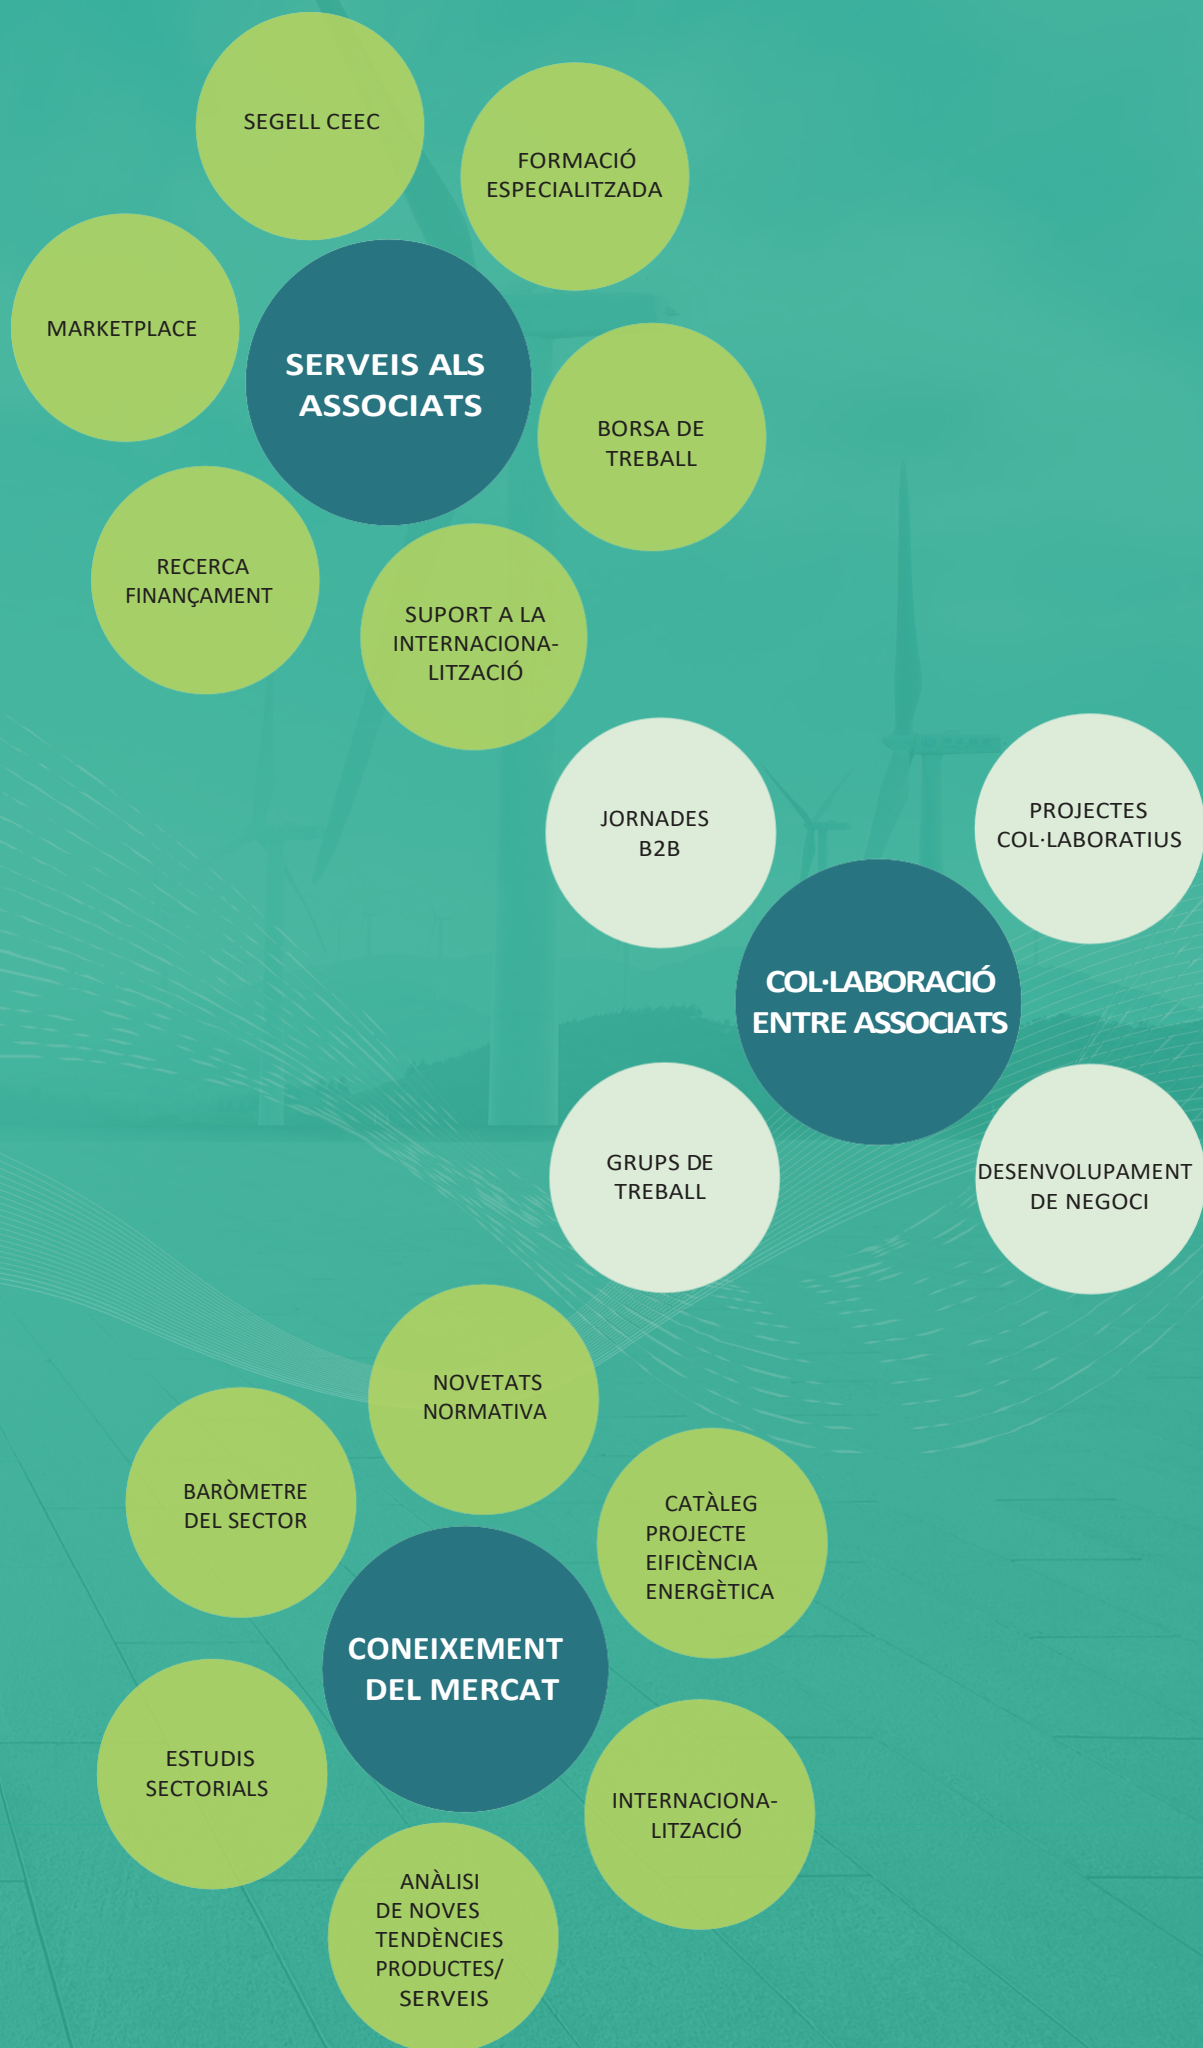 SEGELL CEEC
FORMACIÓ
ESPECIALITZADA
MARKETPLACE
SERVEIS ALS
ASSOCIATS
BORSA DE
TREBALL
RECERCA
FINANÇAMENT
SUPORT A LA
INTERNACIONA-
LITZACIÓ
JORNADES
B2B
PROJECTES
COL·LABORATIUS
COL·LABORACIÓ
ENTRE ASSOCIATS
GRUPS DE
TREBALL
DESENVOLUPAMENT
DE NEGOCI
NOVETATS
NORMATIVA
BARÒMETRE
DEL SECTOR
CATÀLEG
PROJECTE
EIFICÈNCIA
ENERGÈTICA
CONEIXEMENT
DEL MERCAT
ESTUDIS
SECTORIALS
INTERNACIONA-
LITZACIÓ
ANÀLISI
DE NOVES
TENDÈNCIES
PRODUCTES/
SERVEIS